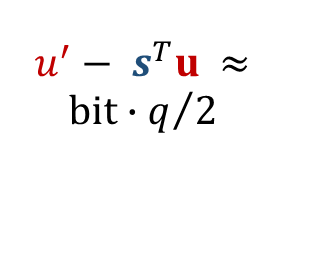 u′ − sᵀu ≈
bit · q/2